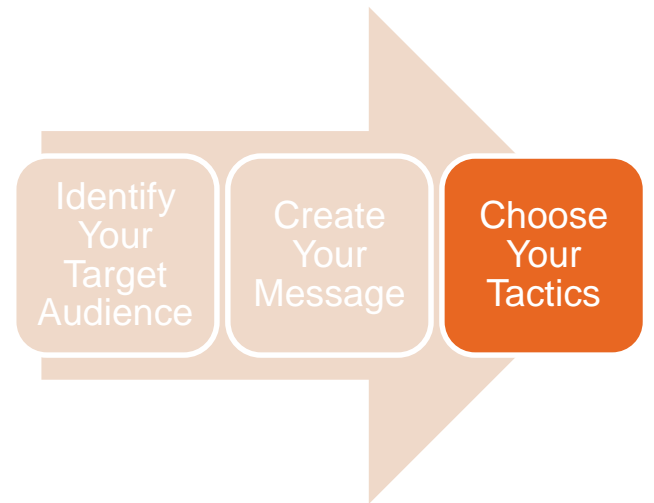 Identify
Your
Target
Audience
Create
Your
Message
Choose
Your
Tactics